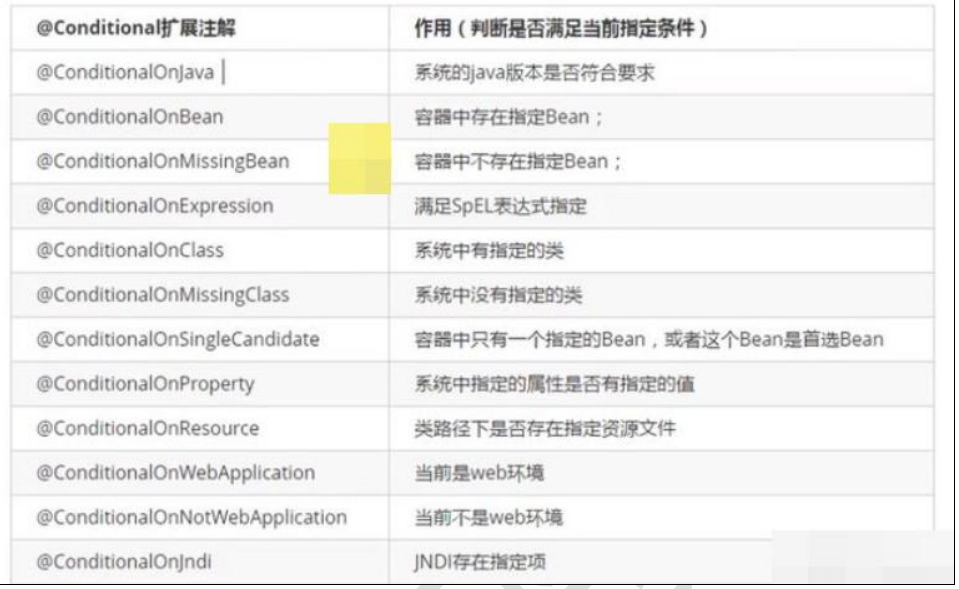 @Conditional扩展注解 作用（判断是否满足当前指定条件）
@ConditionalOnJava 系统的java版本是否符合要求
@ConditionalOnBean 容器中存在指定Bean；
@ConditionalOnMissingBean 容器中不存在指定Bean；
@ConditionalOnExpression 满足SpEL表达式指定
@ConditionalOnClass 系统中有指定的类
@ConditionalOnMissingClass 系统中没有指定的类
@ConditionalOnSingleCandidate 容器中只有一个指定的Bean，或者这个Bean是首选Bean
@ConditionalOnProperty 系统中指定的属性是否有指定的值
@ConditionalOnResource 类路径下是否存在指定资源文件
@ConditionalOnWebApplication 当前是web环境
@ConditionalOnNotWebApplication 当前不是web环境
@ConditionalOnJndi JNDI存在指定项